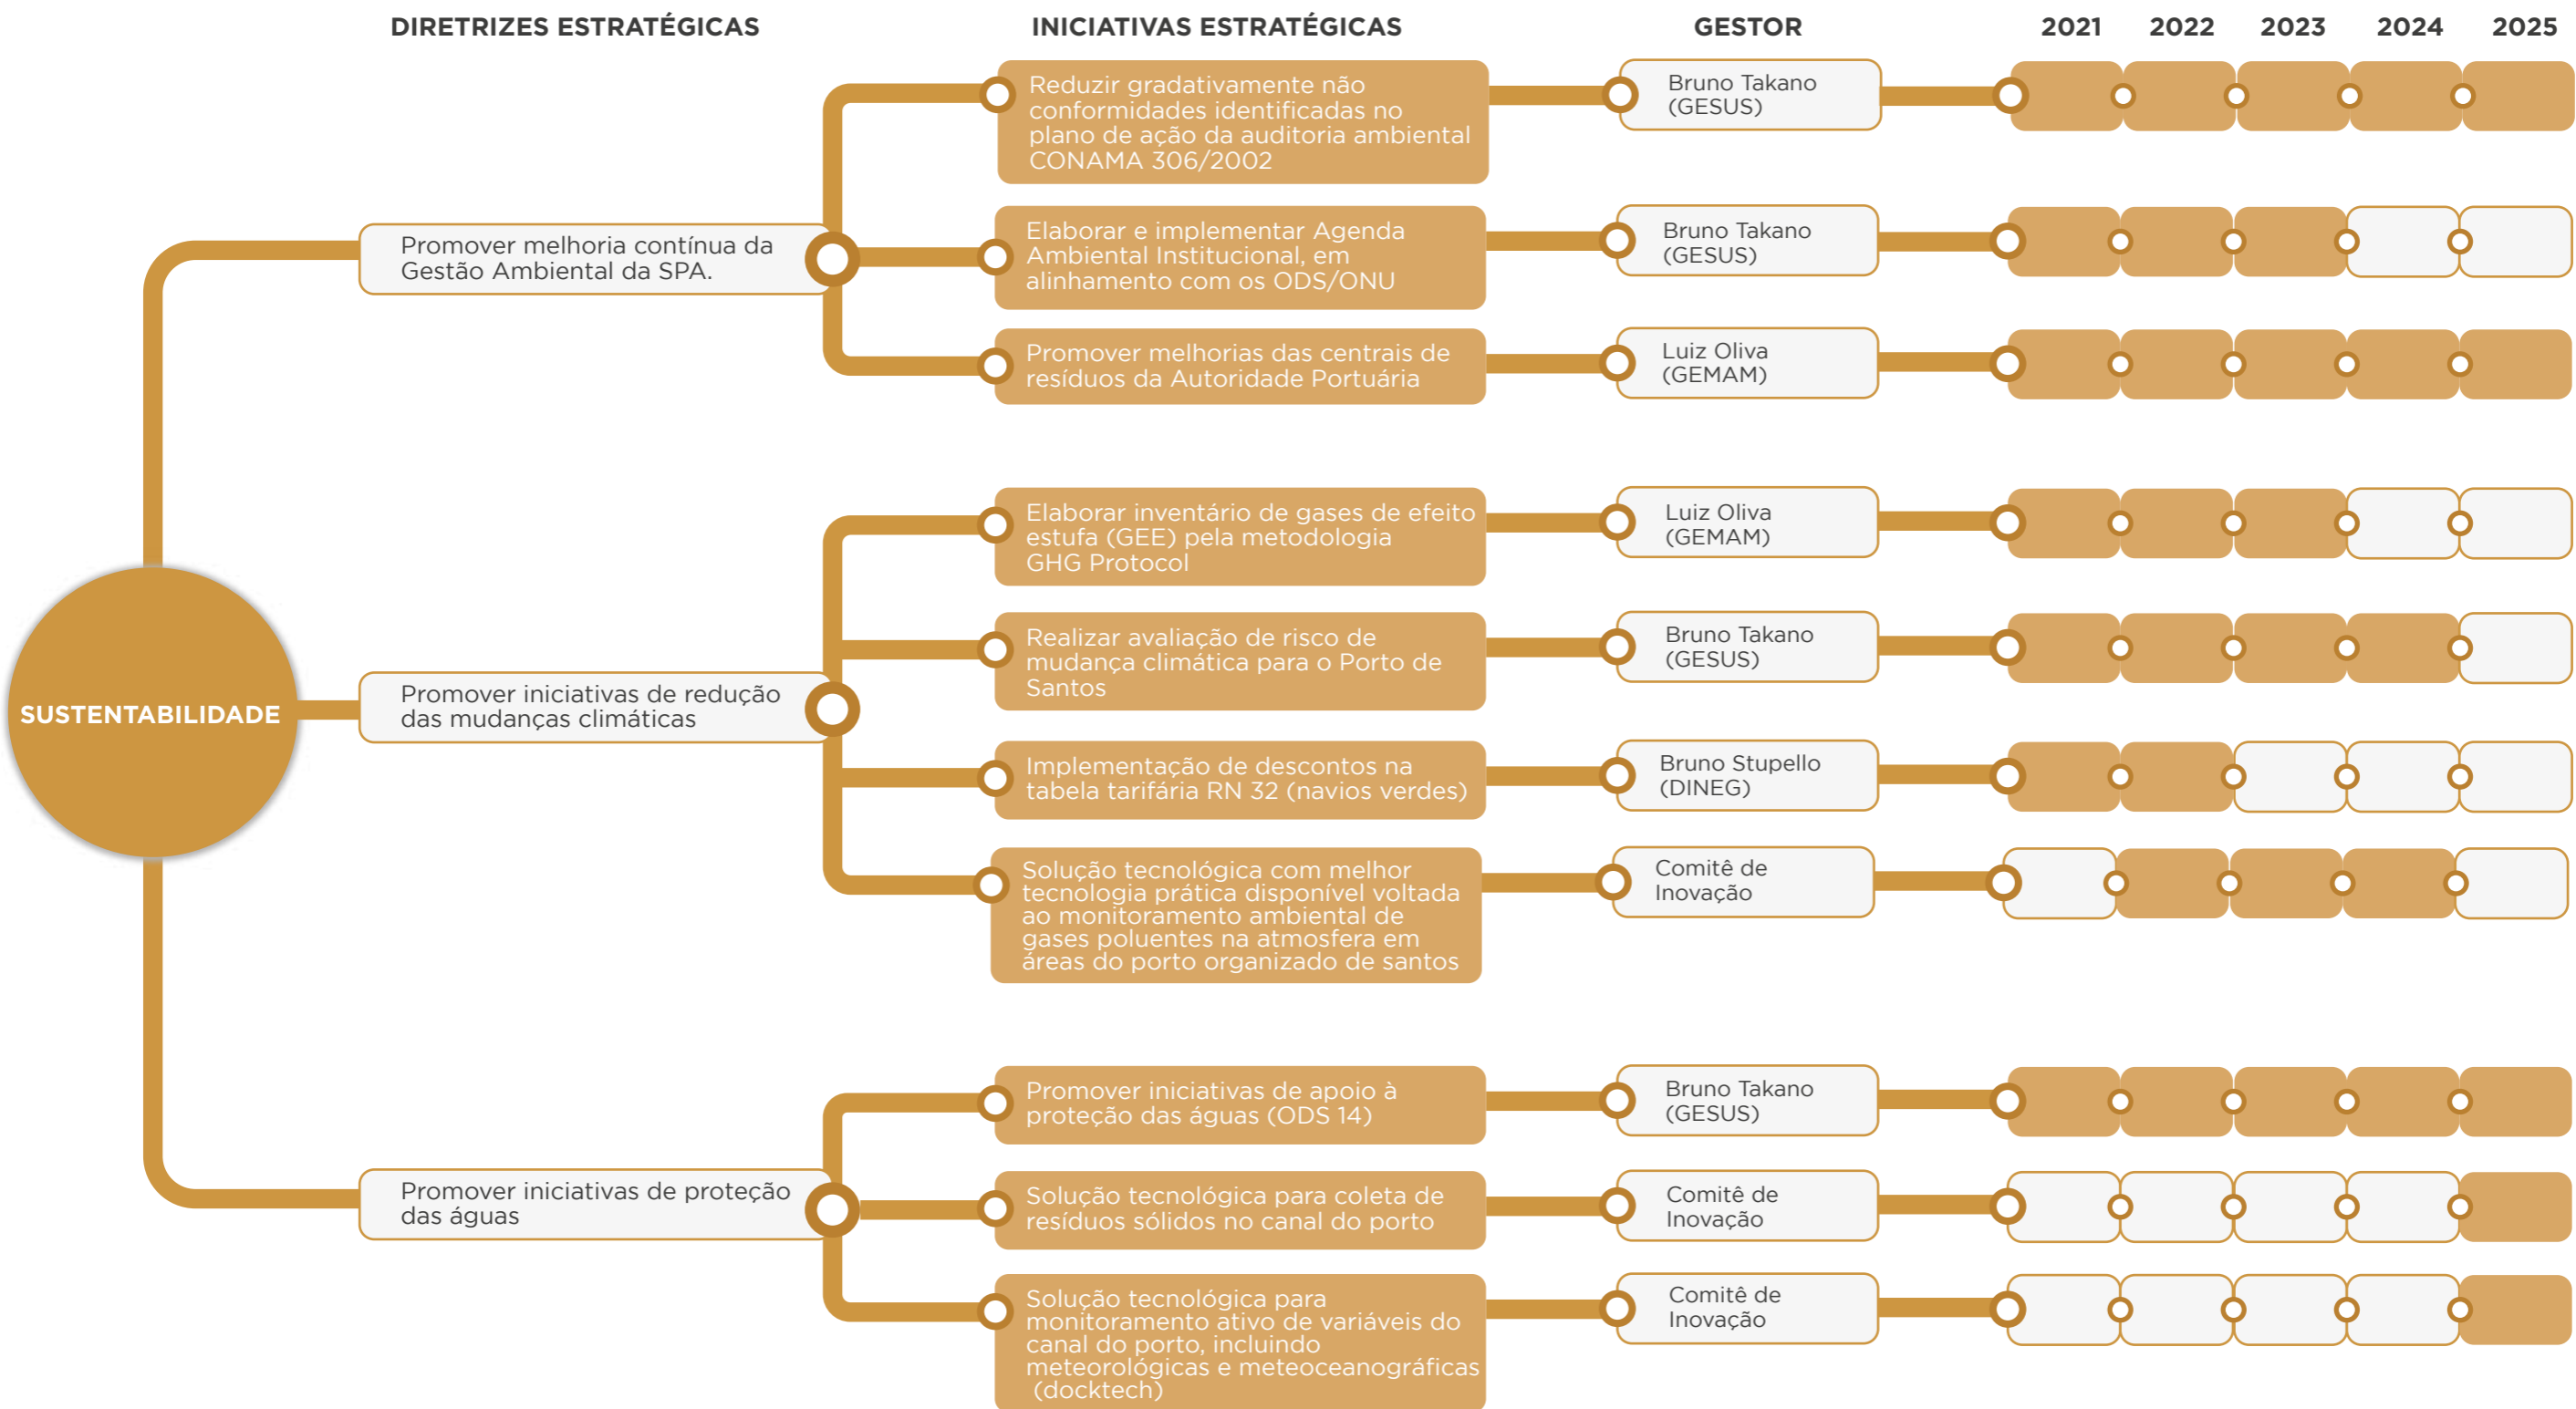 DIRETRIZES ESTRATÉGICAS
INICIATIVAS ESTRATÉGICAS
GESTOR
2021
2022
2023
2024
2025
SUSTENTABILIDADE
Promover melhoria contínua da
Gestão Ambiental da SPA.
Reduzir gradativamente não
conformidades identificadas no
plano de ação da auditoria ambiental
CONAMA 306/2002
Bruno Takano
(GESUS)
Elaborar e implementar Agenda
Ambiental Institucional, em
alinhamento com os ODS/ONU
Bruno Takano
(GESUS)
Promover melhorias das centrais de
resíduos da Autoridade Portuária
Luiz Oliva
(GEMAM)
Promover iniciativas de redução
das mudanças climáticas
Elaborar inventário de gases de efeito
estufa (GEE) pela metodologia
GHG Protocol
Luiz Oliva
(GEMAM)
Realizar avaliação de risco de
mudança climática para o Porto de
Santos
Bruno Takano
(GESUS)
Implementação de descontos na
tabela tarifária RN 32 (navios verdes)
Bruno Stupello
(DINEG)
Solução tecnológica com melhor
tecnologia prática disponível voltada
ao monitoramento ambiental de
gases poluentes na atmosfera em
áreas do porto organizado de santos
Comitê de
Inovação
Promover iniciativas de proteção
das águas
Promover iniciativas de apoio à
proteção das águas (ODS 14)
Bruno Takano
(GESUS)
Solução tecnológica para coleta de
resíduos sólidos no canal do porto
Comitê de
Inovação
Solução tecnológica para
monitoramento ativo de variáveis do
canal do porto, incluindo
meteorológicas e meteoceanográficas
(docktech)
Comitê de
Inovação